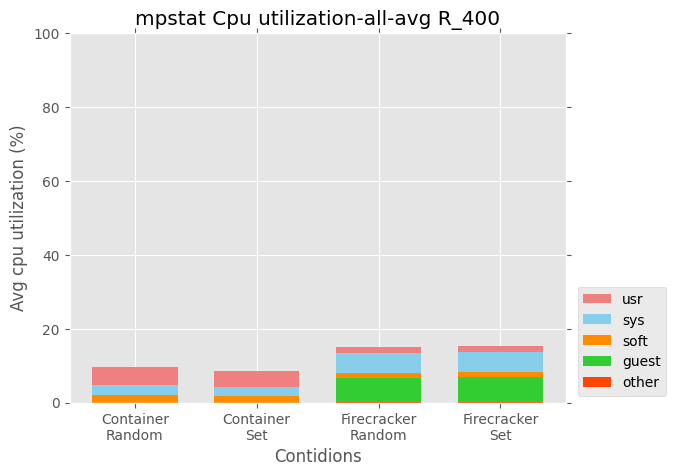 mpstat Cpu utilization-all-avg R_400
Avg cpu utilization (%)
100
80
60
40
20
0
Container
Random
Container
Set
Firecracker
Random
Firecracker
Set
Contidions
usr
sys
soft
guest
other